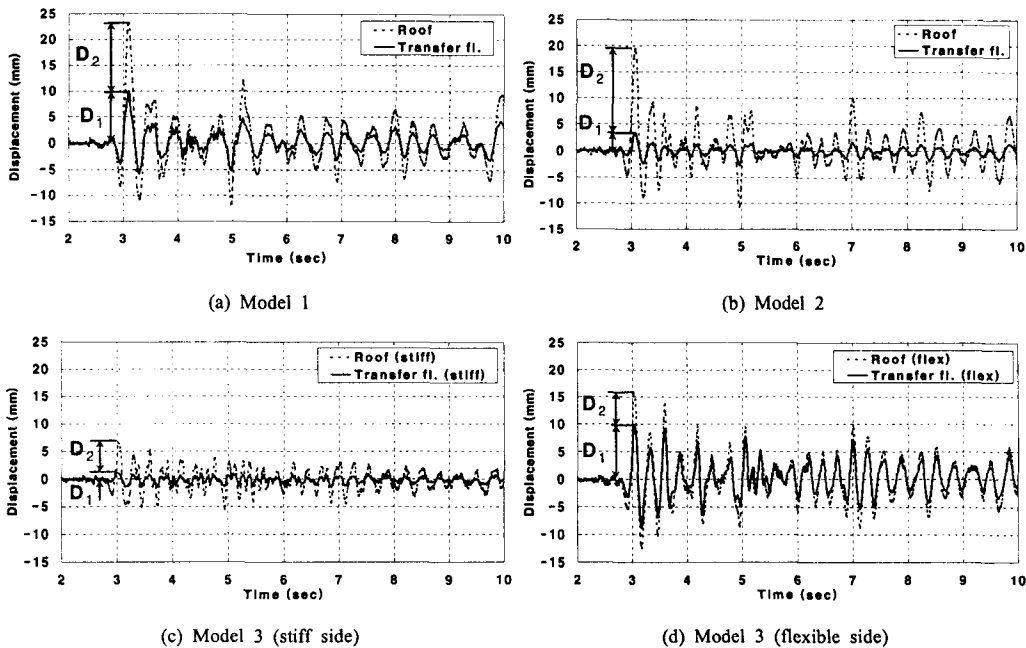 25
20
15
10
5
0
-5
-10
-15
Displacement (mm)
D₂
D₁
Roof
Transfer fl.
2 3 4 5 6 7 8 9 10
Time (sec)
(a) Model 1
25
20
15
10
5
0
-5
-10
-15
Displacement (mm)
D₂
D₁
Roof
Transfer fl.
2 3 4 5 6 7 8 9 10
Time (sec)
(b) Model 2
25
20
15
10
5
0
-5
-10
-15
Displacement (mm)
D₂
D₁
Roof (stiff)
Transfer fl. (stiff)
2 3 4 5 6 7 8 9 10
Time (sec)
(c) Model 3 (stiff side)
25
20
15
10
5
0
-5
-10
-15
Displacement (mm)
D₂
D₁
Roof (flex)
Transfer fl. (flex)
2 3 4 5 6 7 8 9 10
Time (sec)
(d) Model 3 (flexible side)